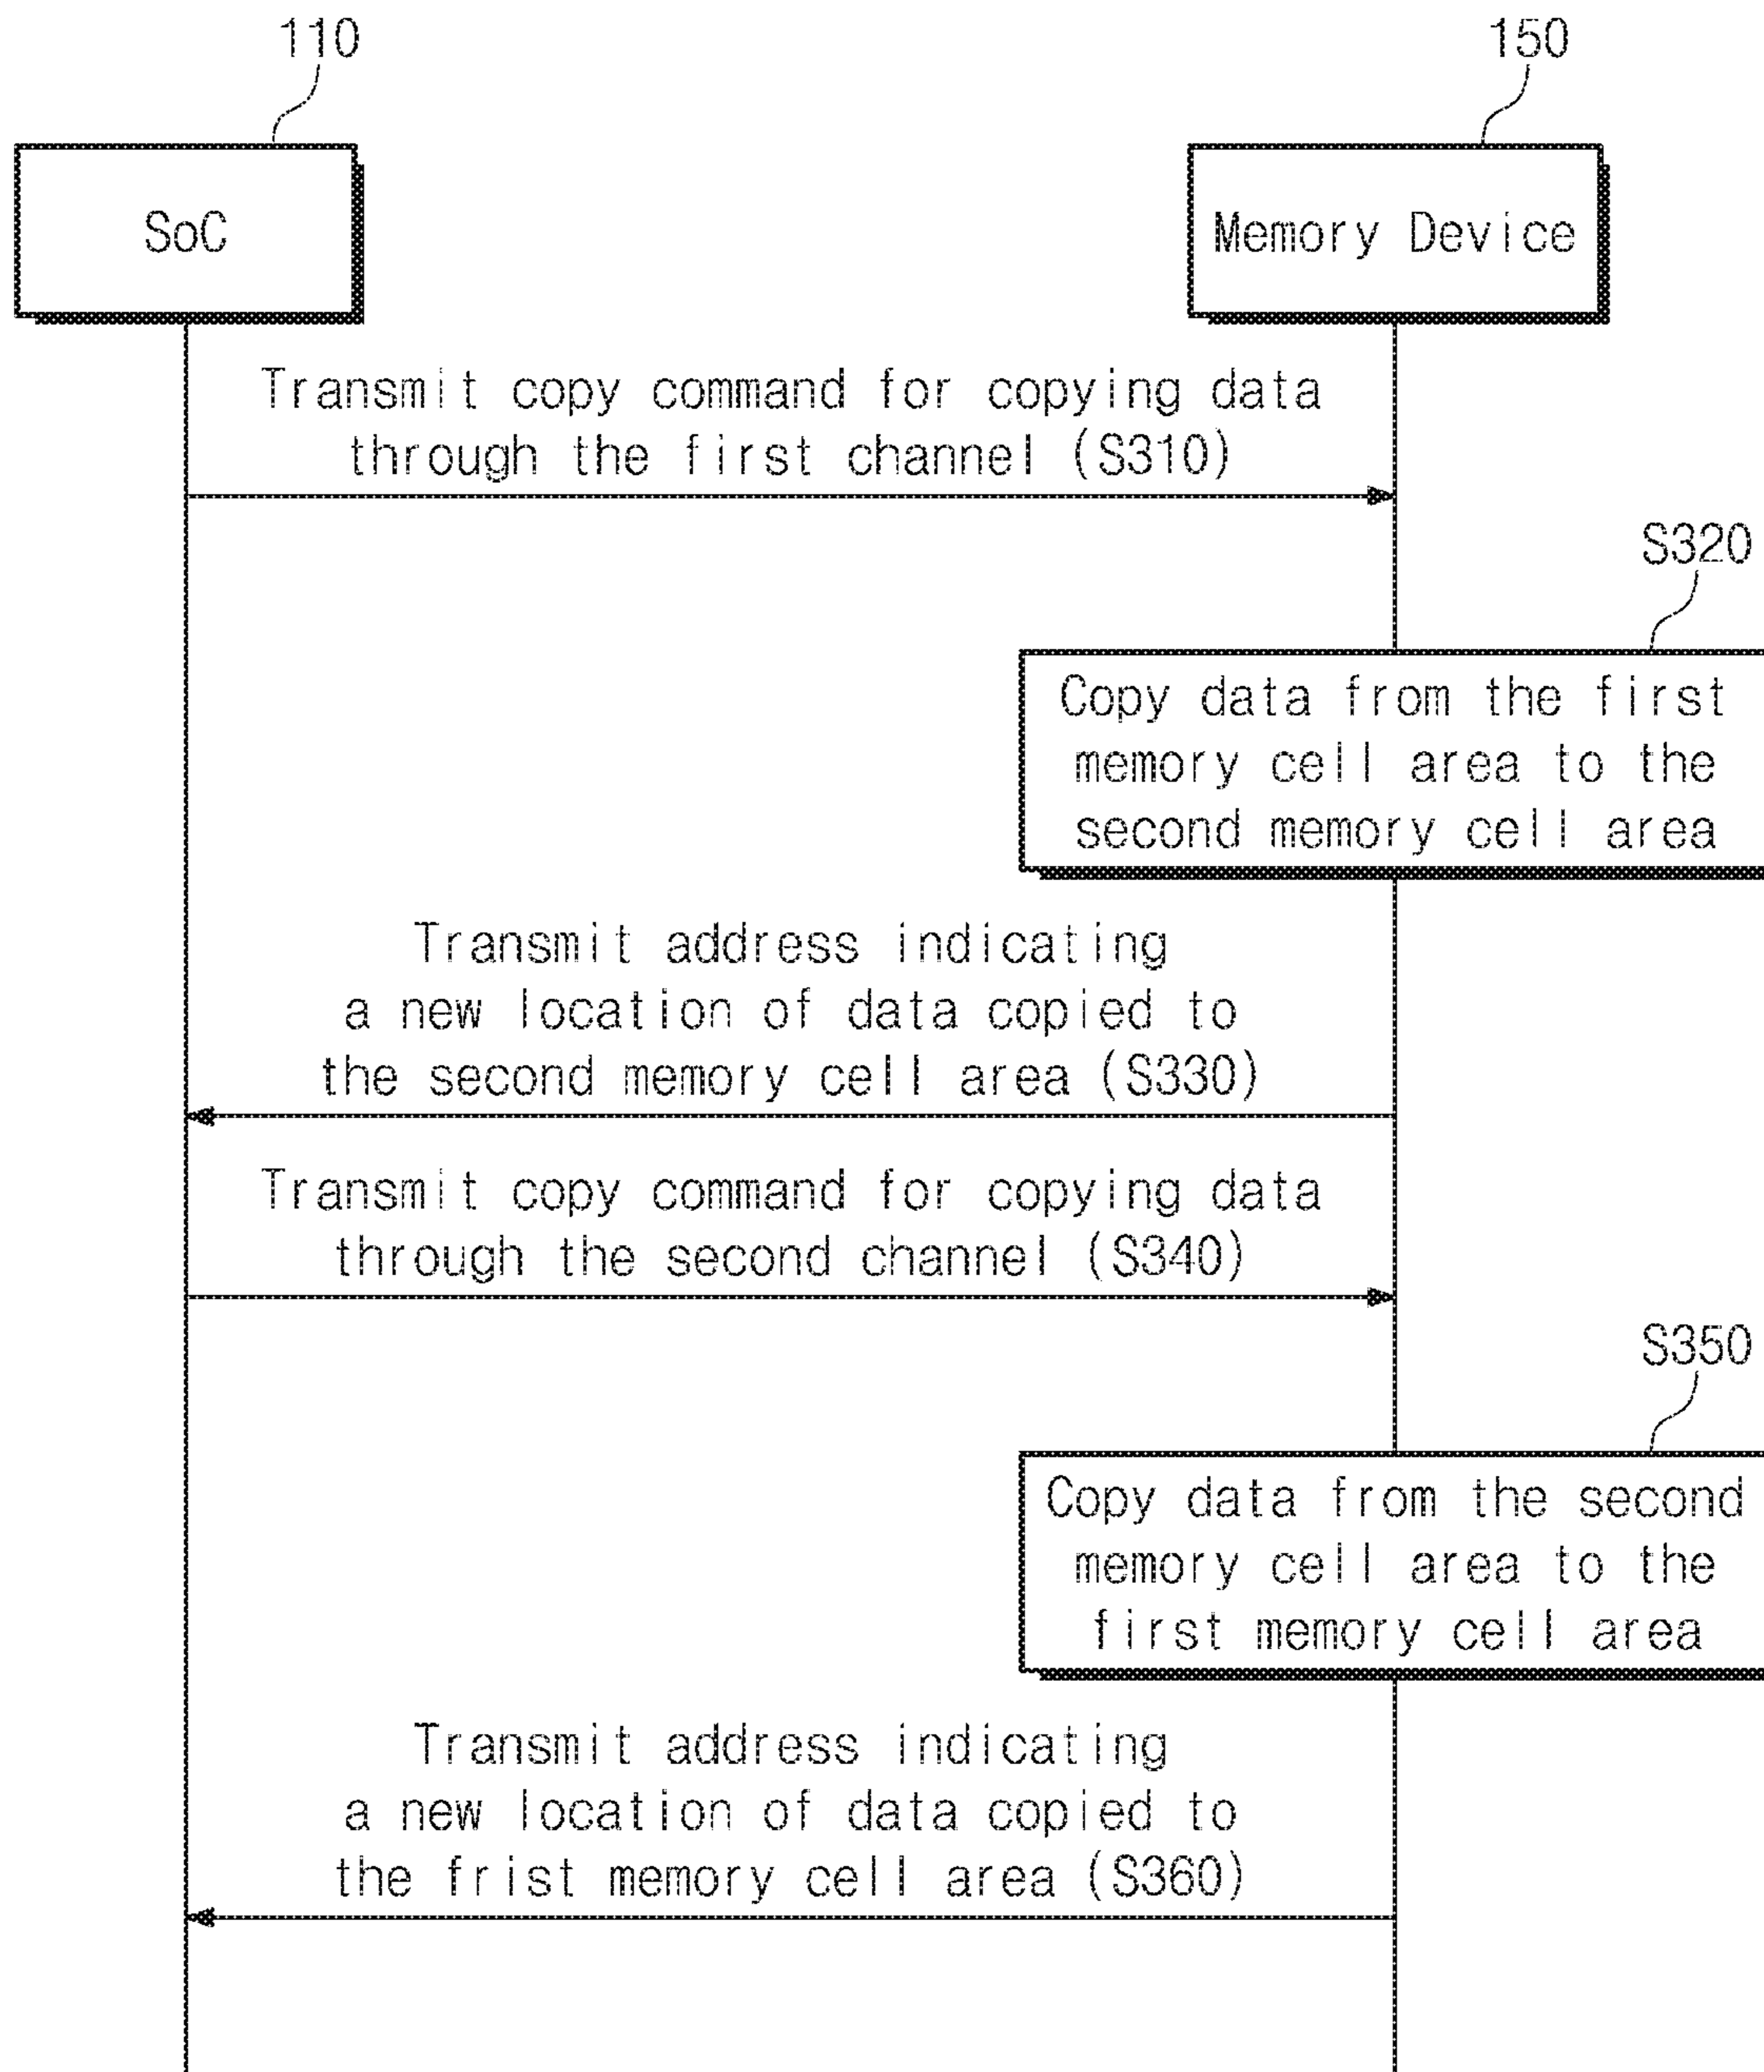 110
150
SoC
Memory Device
Transmit copy command for copying data
through the first channel (S310)
S320
Copy data from the first
memory cell area to the
second memory cell area
Transmit address indicating
a new location of data copied to
the second memory cell area (S330)
Transmit copy command for copying data
through the second channel (S340)
S350
Copy data from the second
memory cell area to the
first memory cell area
Transmit address indicating
a new location of data copied to
the frist memory cell area (S360)